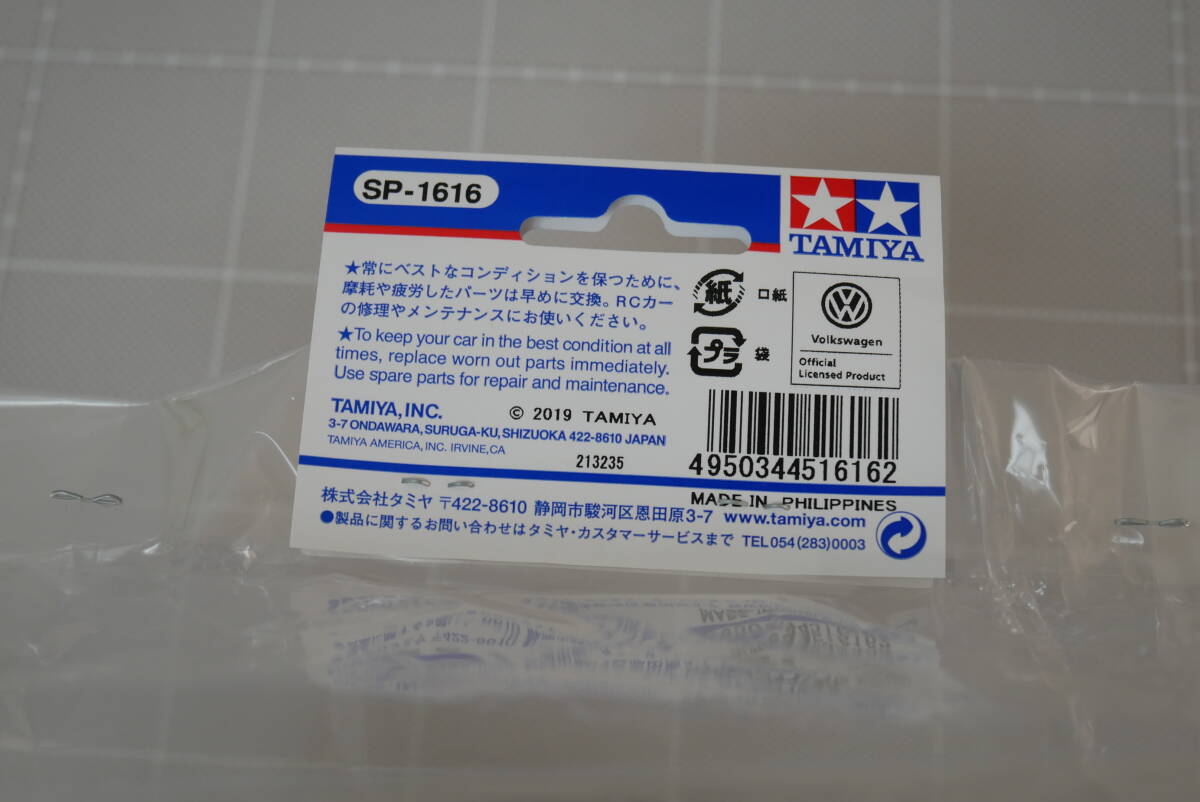 SP-1616
TAMIYA
★常にベストなコンディションを保つために、
摩耗や疲労したパーツは早めに交換。RCカー
の修理やメンテナンスにお使いください。
★To keep your car in the best condition at all
times, replace worn out parts immediately.
Use spare parts for repair and maintenance.
紙 口紙
プラ 袋
Volkswagen
Official
Licensed Product
TAMIYA, INC. © 2019 TAMIYA
3-7 ONDAWARA, SURUGA-KU, SHIZUOKA 422-8610 JAPAN
TAMIYA AMERICA, INC. IRVINE, CA
213235
4950344516162
MADE IN PHILIPPINES
株式会社タミヤ 〒422-8610 静岡市駿河区恩田原3-7 www.tamiya.com
●製品に関するお問い合わせはタミヤ・カスタマーサービスまで TEL054(283)0003